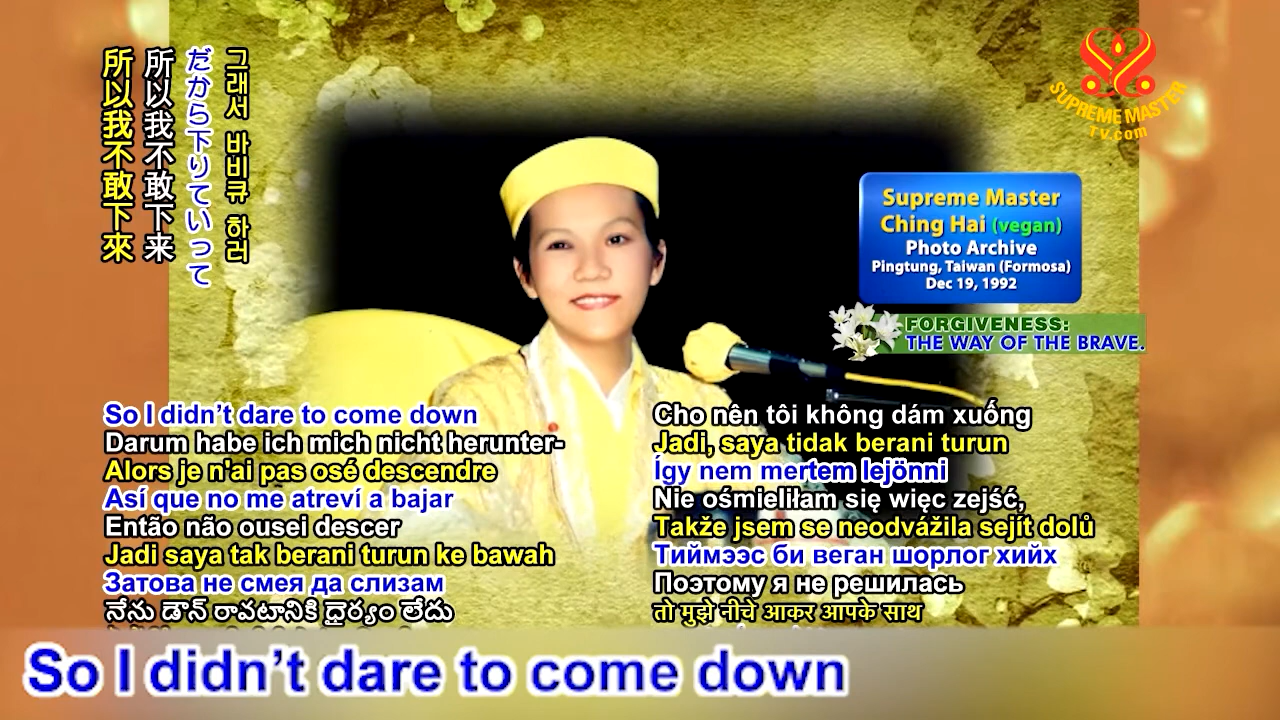 그래서 바비큐 하러
だから下りていって
所以我不敢下来
所以我不敢下來
SUPREME MASTER
TV.com
Supreme Master
Ching Hai (vegan)
Photo Archive
Pingtung, Taiwan (Formosa)
Dec 19, 1992
FORGIVENESS:
THE WAY OF THE BRAVE.
So I didn't dare to come down
Darum habe ich mich nicht herunter-
Alors je n'ai pas osé descendre
Así que no me atreví a bajar
Então não ousei descer
Jadi saya tak berani turun ke bawah
Затова не смея да слизам
నేను డౌన్ రావటానికి ధైర్యం లేదు
Cho nên tôi không dám xuống
Jadi, saya tidak berani turun
Így nem mertem lejönni
Nie ośmieliłam się więc zejść,
Takže jsem se neodvážila sejít dolů
Тиймээс би веган шорлог хийх
Поэтому я не решилась
तो मुझे नीचे आकर आपके साथ
So I didn't dare to come down